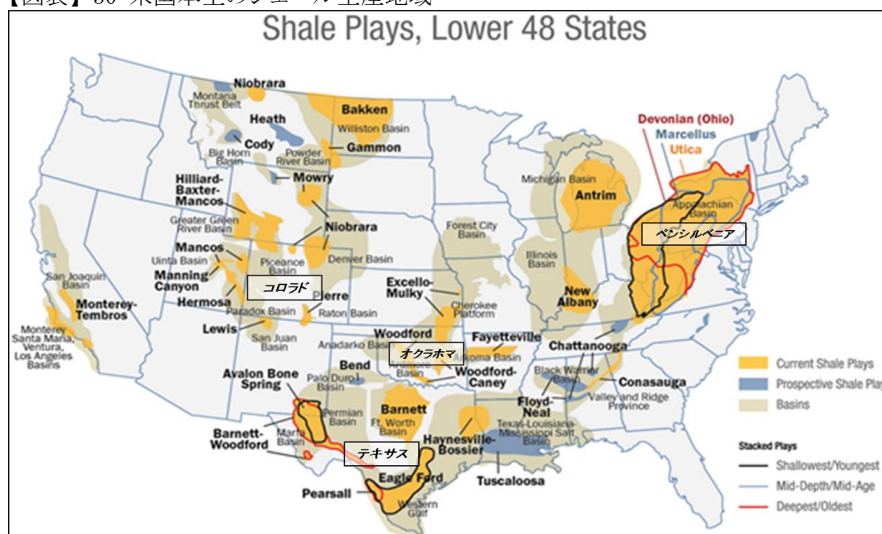 Shale Plays, Lower 48 States
Niobrara
Montana
Thrust Belt
Bakken
Williston Basin
Heath
Cody
Big Horn
Basin
Powder
River Basin
Gammon
Mowry
Hilliard-
Baxter-
Mancos
Greater Green
River Basin
Niobrara
Denver Basin
Mancos
Uinta Basin
Piceance
Basin
Manning
Canyon
Hermosa
コロラド
Paradox Basin
Pierre
Raton Basin
Lewis
San Juan
Basin
San Joaquin
Basin
Monterey-
Temblors
Monterey
Santa Maria,
Ventura,
Los Angeles
Basins
Forest City
Basin
Excello-
Mulky
Cherokee
Platform
Anadarko Basin
Woodford
オクラホマ
Fayetteville
Woodford-
Caney
Bend
Palo Duro
Basin
Avalon Bone
Spring
Permian
Basin
Barnett
Ft. Worth
Basin
Barnett-
Woodford
Marfa
Basin
テキサス
Haynesville-
Bossier
Texas-Louisiana-
Mississippi Salt
Basin
Eagle Ford
Pearsall
Western
Gulf
Tuscaloosa
Floyd-
Neal
Black Warrior
Basin
Chattanooga
Conasauga
Valley and Ridge
Province
Michigan Basin
Antrim
Illinois
Basin
New
Albany
Devonian (Ohio)
Marcellus
Utica
Appalachian
Basin
ペンシルベニア
Current Shale Plays
Prospective Shale Play
Basins
Stacked Plays
Shallowest/Youngest
Mid-Depth/Mid-Age
Deepest/Oldest